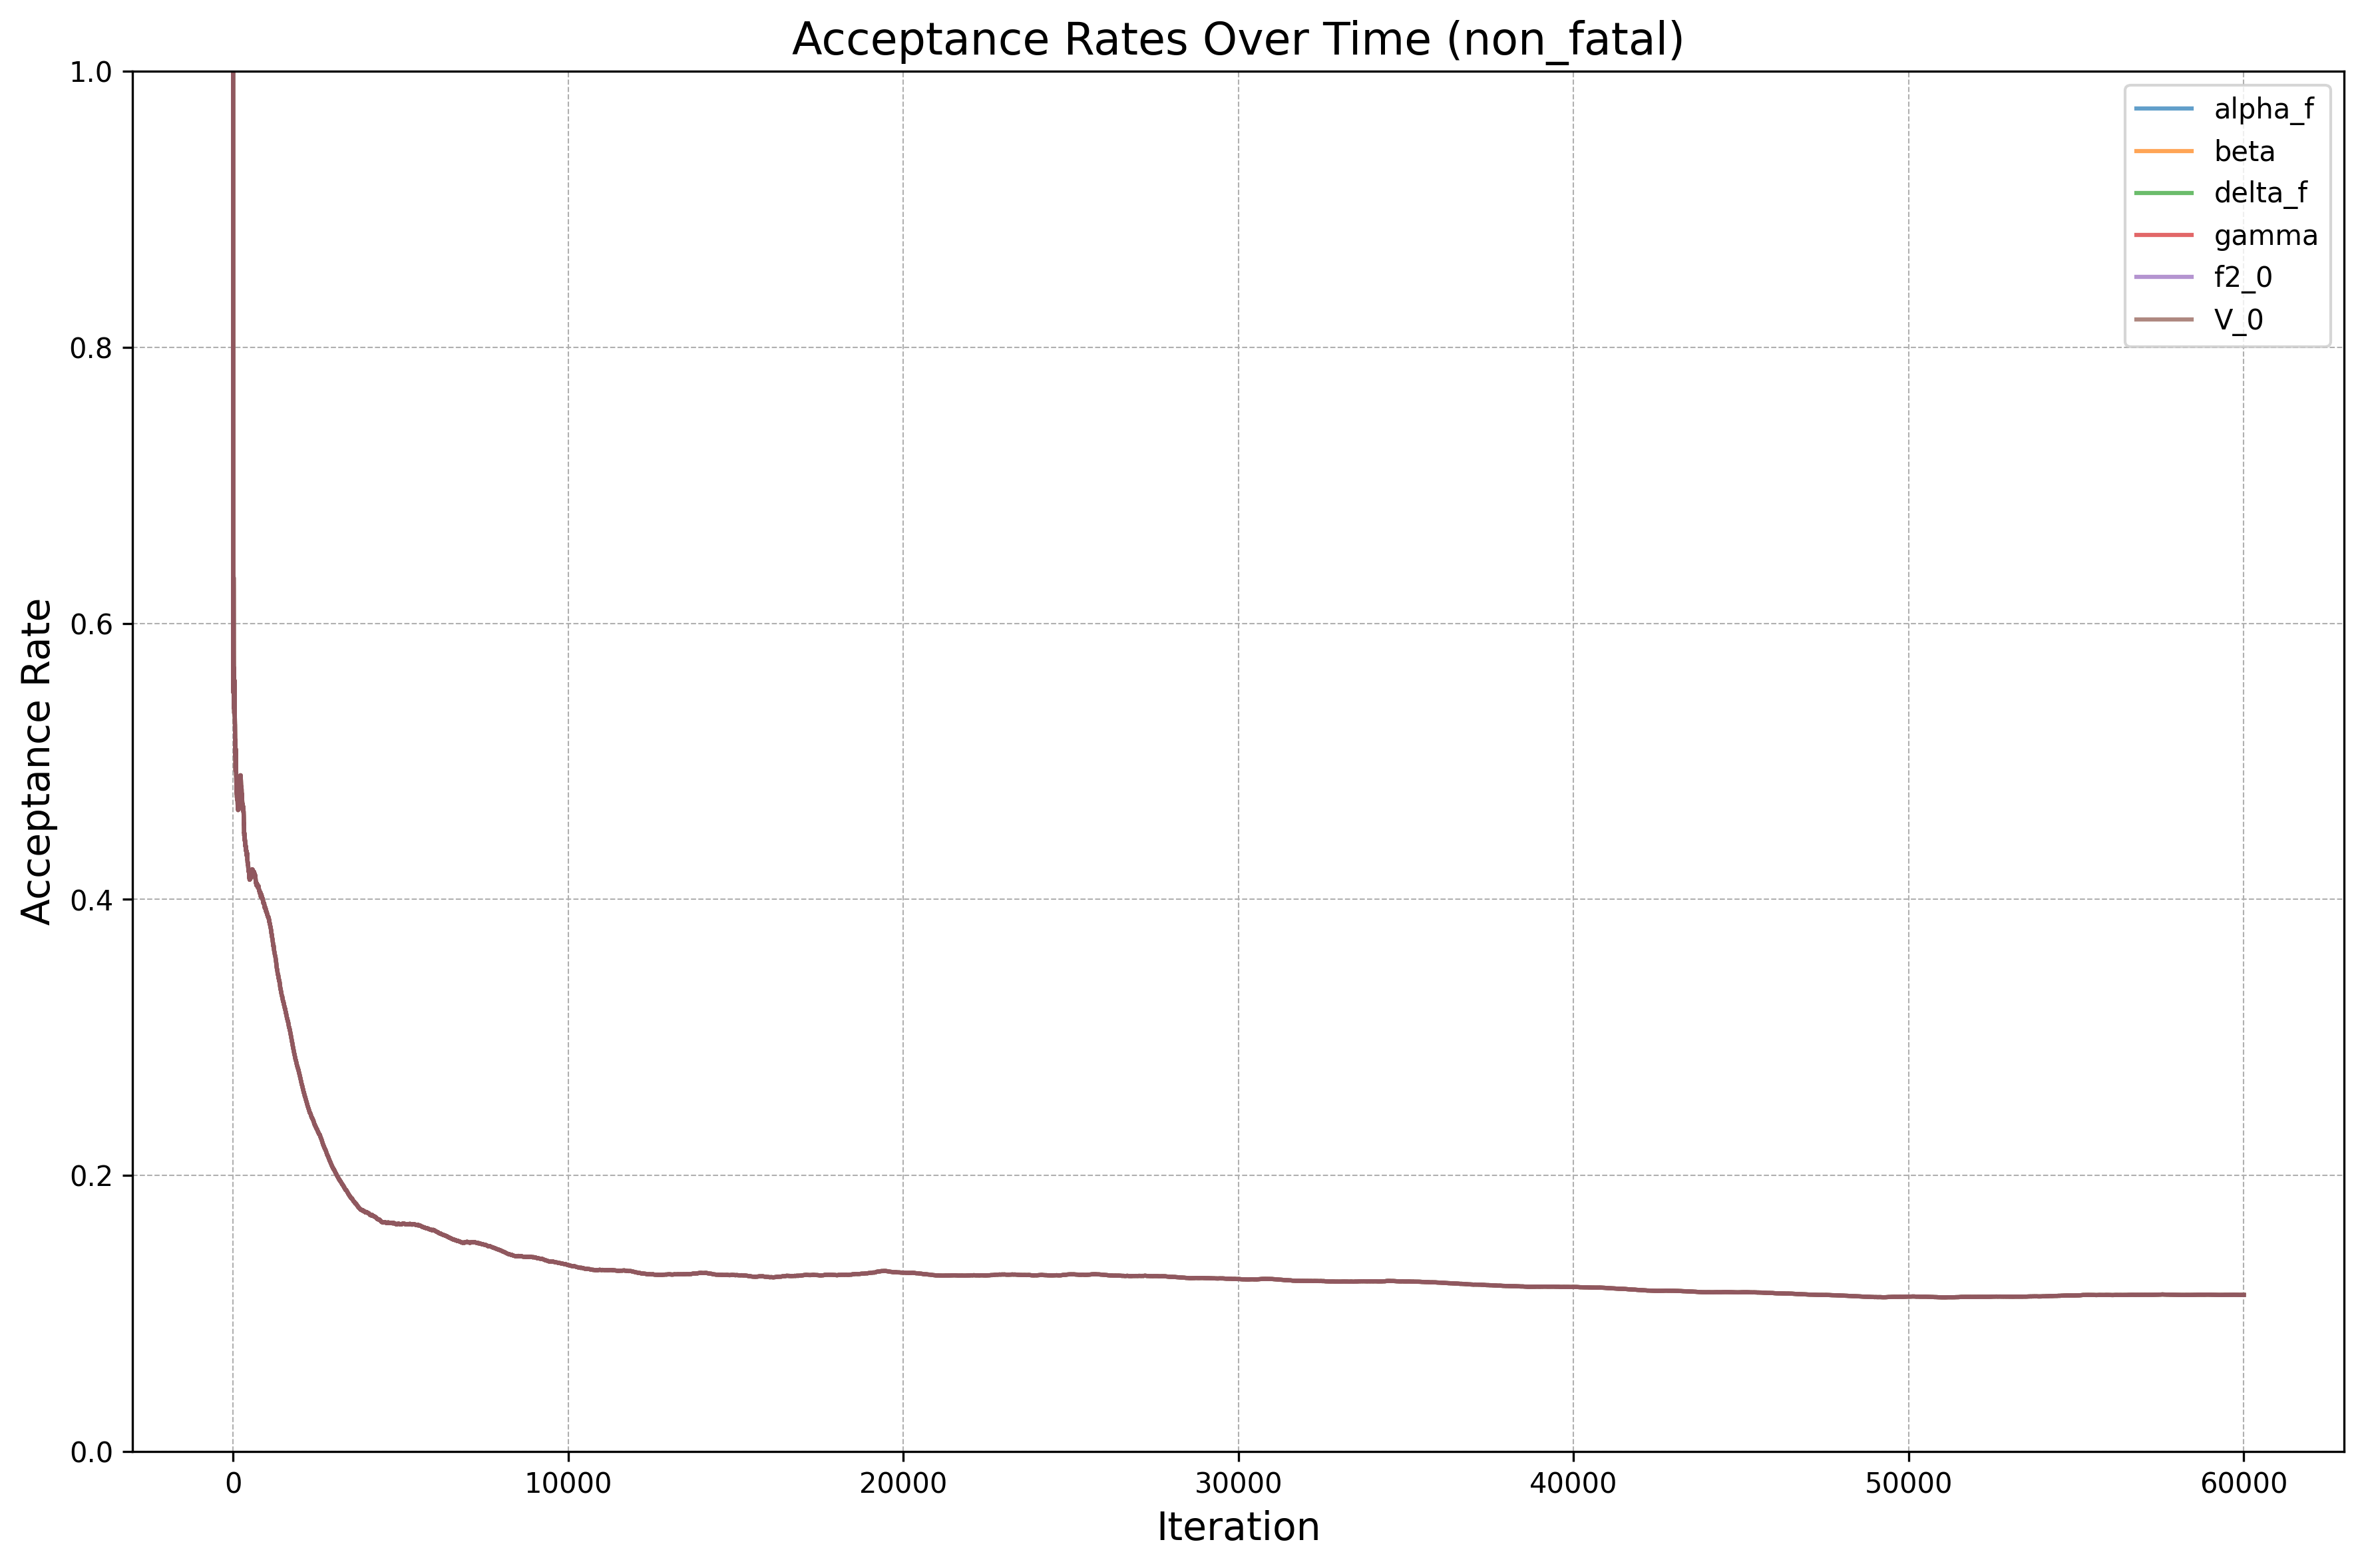 Acceptance Rates Over Time (non_fatal)
1.0
0.8
0.6
0.4
0.2
0.0
Acceptance Rate
alpha_f
beta
delta_f
gamma
f2_0
V_0
0 10000 20000 30000 40000 50000 60000
Iteration